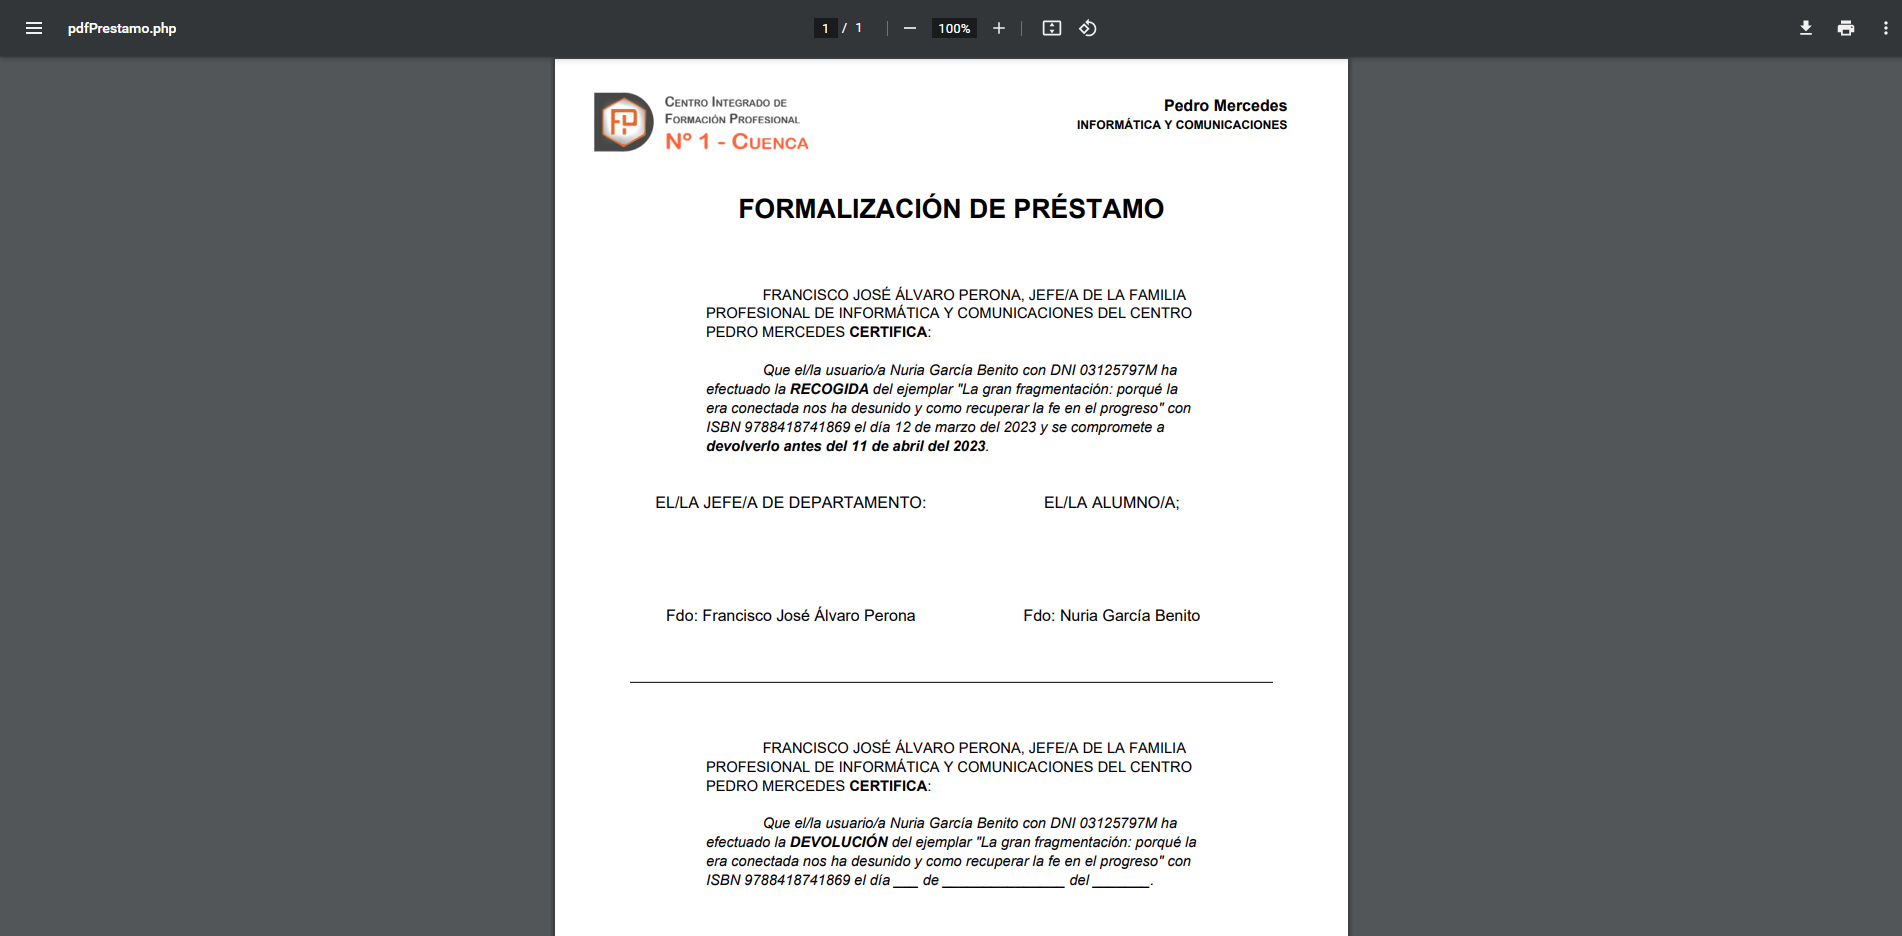 pdfPrestamo.php
1 / 1
100%
FP
Centro Integrado de
Formación Profesional
Nº 1 - Cuenca
Pedro Mercedes
INFORMÁTICA Y COMUNICACIONES
FORMALIZACIÓN DE PRÉSTAMO
FRANCISCO JOSÉ ÁLVARO PERONA, JEFE/A DE LA FAMILIA
PROFESIONAL DE INFORMÁTICA Y COMUNICACIONES DEL CENTRO
PEDRO MERCEDES CERTIFICA:
Que el/la usuario/a Nuria García Benito con DNI 03125797M ha
efectuado la RECOGIDA del ejemplar "La gran fragmentación: porqué la
era conectada nos ha desunido y como recuperar la fe en el progreso" con
ISBN 9788418741869 el día 12 de marzo del 2023 y se compromete a
devolverlo antes del 11 de abril del 2023.
EL/LA JEFE/A DE DEPARTAMENTO: EL/LA ALUMNO/A;
Fdo: Francisco José Álvaro Perona Fdo: Nuria García Benito
FRANCISCO JOSÉ ÁLVARO PERONA, JEFE/A DE LA FAMILIA
PROFESIONAL DE INFORMÁTICA Y COMUNICACIONES DEL CENTRO
PEDRO MERCEDES CERTIFICA:
Que el/la usuario/a Nuria García Benito con DNI 03125797M ha
efectuado la DEVOLUCIÓN del ejemplar "La gran fragmentación: porqué la
era conectada nos ha desunido y como recuperar la fe en el progreso" con
ISBN 9788418741869 el día ___ de _______________ del _______.